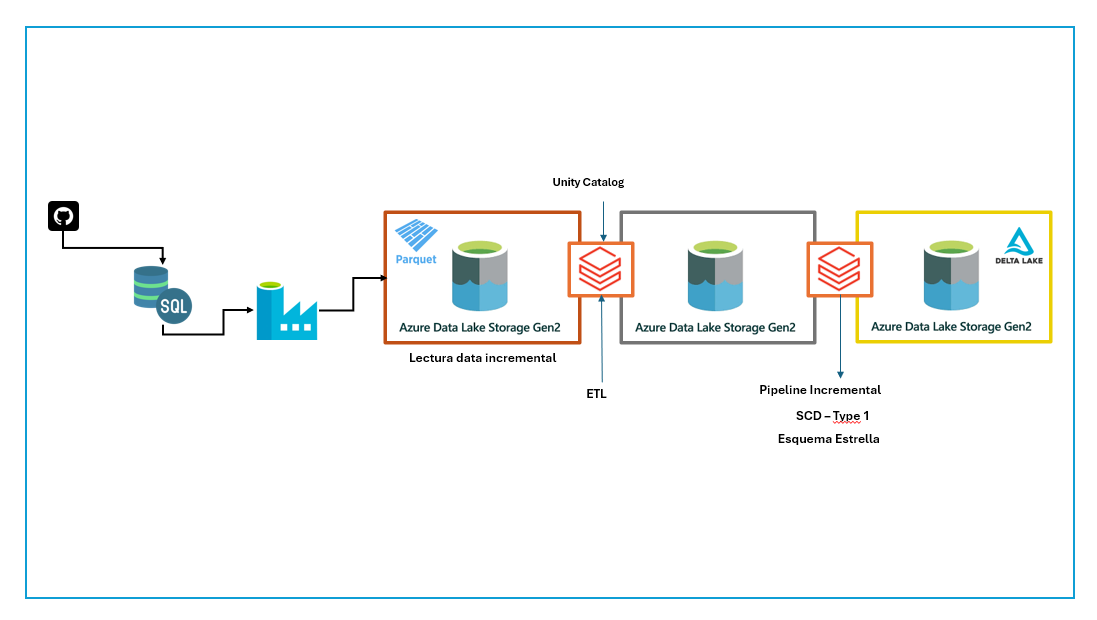 Unity Catalog
Parquet
DELTA LAKE
SQL
Azure Data Lake Storage Gen2
Azure Data Lake Storage Gen2
Azure Data Lake Storage Gen2
Lectura data incremental
ETL
Pipeline Incremental
SCD – Type 1
Esquema Estrella